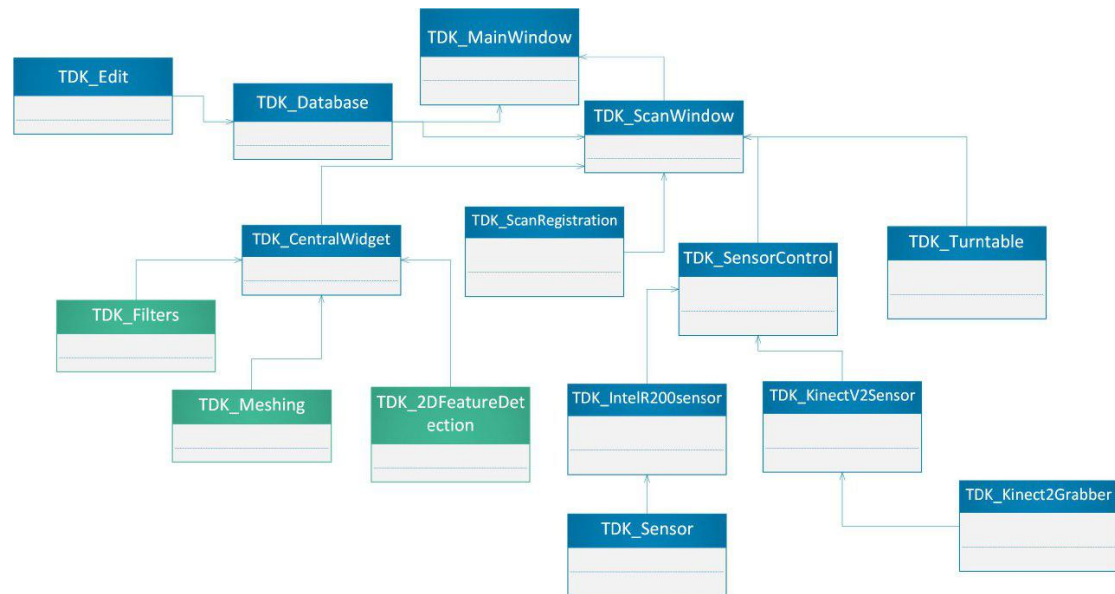 TDK_MainWindow
TDK_Edit
TDK_Database
TDK_ScanWindow
TDK_ScanRegistration
TDK_CentralWidget
TDK_SensorControl
TDK_Turntable
TDK_Filters
TDK_Meshing
TDK_2DFeatureDet
ection
TDK_IntelR200sensor
TDK_KinectV2Sensor
TDK_Kinect2Grabber
TDK_Sensor